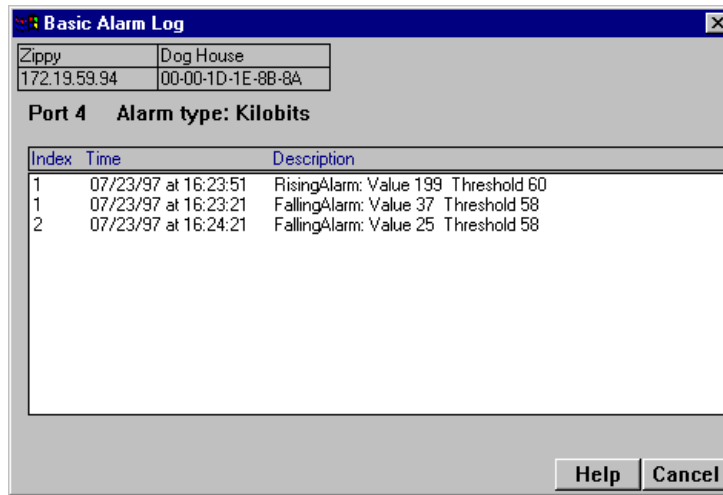 Basic Alarm Log
Zippy Dog House
172.19.59.94 00-00-1D-1E-8B-8A
Port 4 Alarm type: Kilobits
Index Time Description
1 07/23/97 at 16:23:51 RisingAlarm: Value 199 Threshold 60
1 07/23/97 at 16:23:21 FallingAlarm: Value 37 Threshold 58
2 07/23/97 at 16:24:21 FallingAlarm: Value 25 Threshold 58
Help Cancel